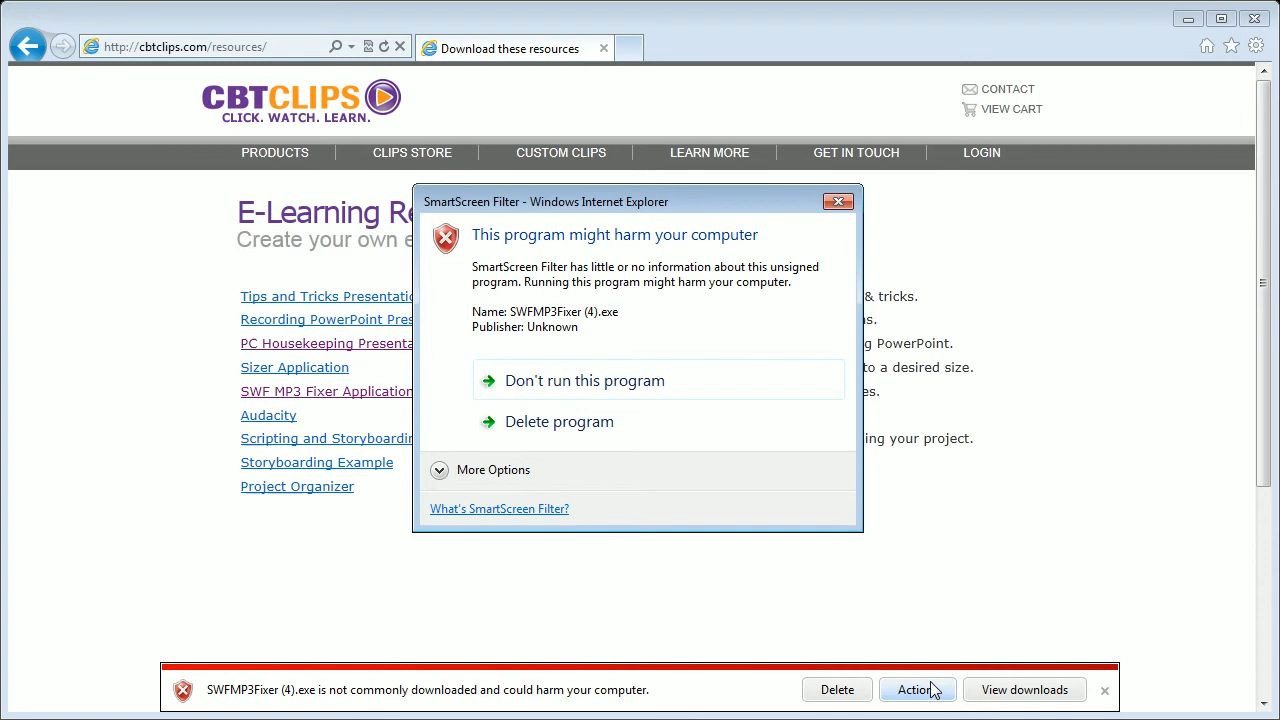 http://cbtclips.com/resources/
Download these resources
CBTCLIPS
CLICK. WATCH. LEARN.
CONTACT
VIEW CART
PRODUCTS
CLIPS STORE
CUSTOM CLIPS
LEARN MORE
GET IN TOUCH
LOGIN
E-Learning Re
Create your own e
SmartScreen Filter - Windows Internet Explorer
This program might harm your computer
SmartScreen Filter has little or no information about this unsigned
program. Running this program might harm your computer.
Name: SWFMP3Fixer (4).exe
Publisher: Unknown
Don't run this program
Delete program
More Options
What's SmartScreen Filter?
Tips and Tricks Presentatio
& tricks.
Recording PowerPoint Pres
PC Housekeeping Presenta
g PowerPoint.
Sizer Application
to a desired size.
SWF MP3 Fixer Application
Audacity
Scripting and Storyboardin
ing your project.
Storyboarding Example
Project Organizer
SWFMP3Fixer (4).exe is not commonly downloaded and could harm your computer.
Delete
View downloads